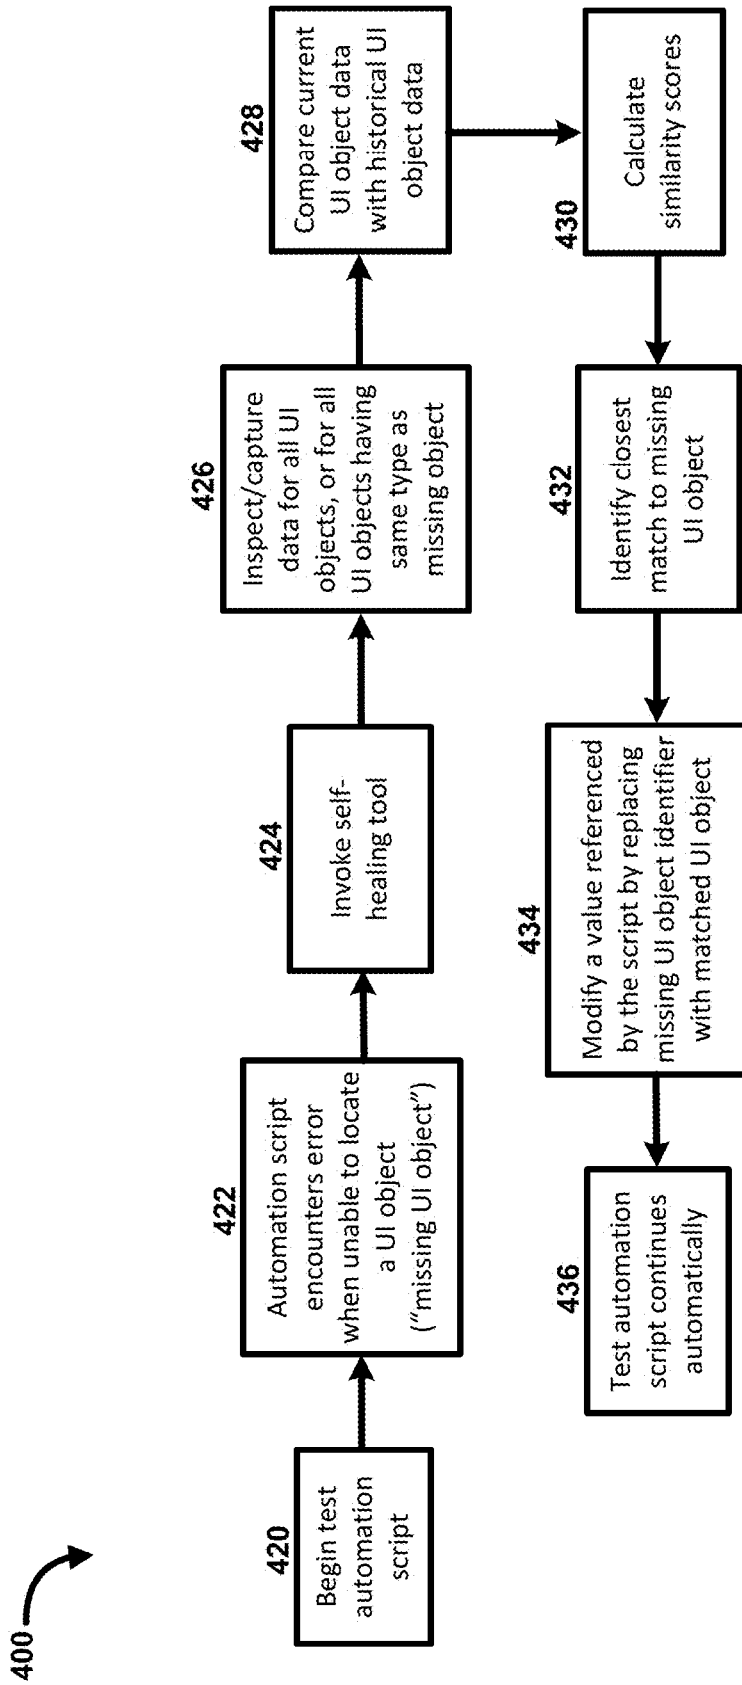 400
420
Begin test
automation
script
422
Automation script
encounters error
when unable to locate
a UI object
(“missing UI object”)
424
Invoke self-
healing tool
426
Inspect/capture
data for all UI
objects, or for all
UI objects having
same type as
missing object
428
Compare current
UI object data
with historical UI
object data
430
Calculate
similarity scores
432
Identify closest
match to missing
UI object
434
Modify a value referenced
by the script by replacing
missing UI object identifier
with matched UI object
436
Test automation
script continues
automatically